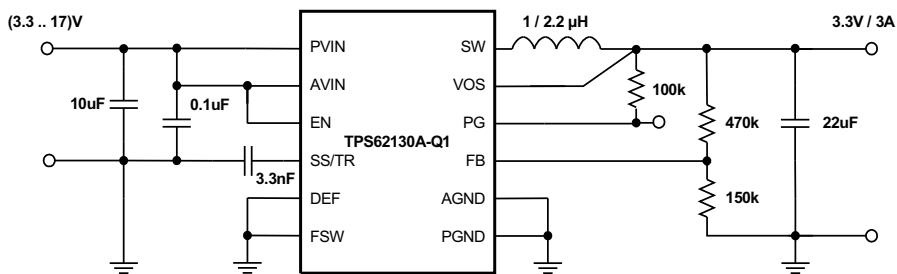 (3.3 .. 17)V
1 / 2.2 µH
3.3V / 3A
PVIN
SW
AVIN
VOS
10uF
0.1uF
100k
EN
PG
470k
22uF
TPS62130A-Q1
SS/TR
FB
3.3nF
DEF
AGND
150k
FSW
PGND